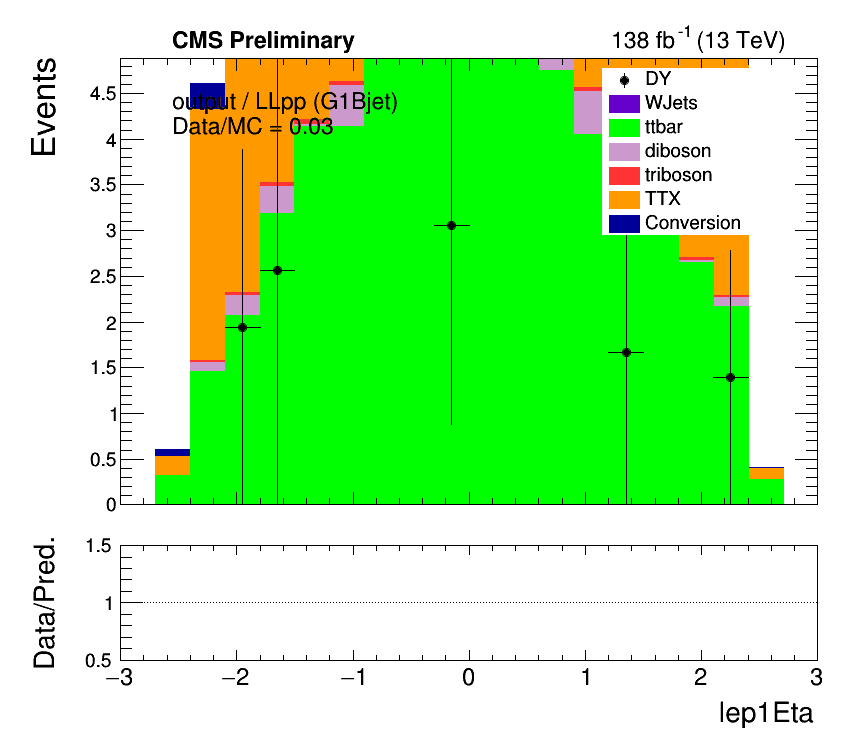 CMS Preliminary
138 fb-1 (13 TeV)
Events
output / LLpp (G1Bjet)
Data/MC = 0.03
DY
WJets
ttbar
diboson
triboson
TTX
Conversion
4.5
4
3.5
3
2.5
2
1.5
1
0.5
0
Data/Pred.
1.5
1
0.5
−3
−2
−1
0
1
2
3
lep1Eta